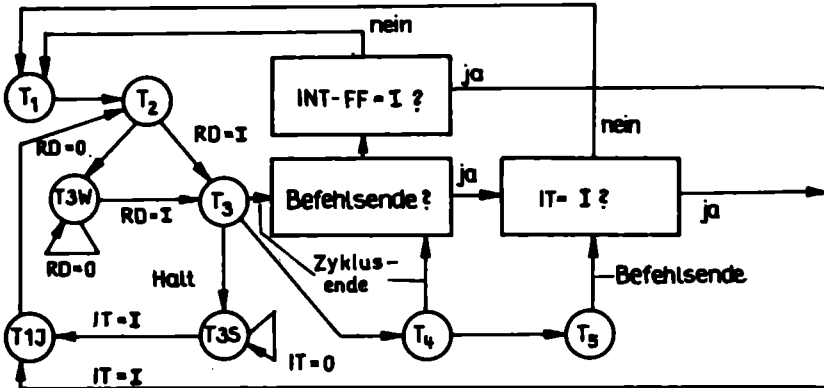 nein
T1
T2
INT-FF = I ?
ja
nein
RD=0
RD=I
T3W
RD=I
T3
Befehlsende?
ja
IT= I ?
ja
RD=0
Zyklus-
ende
Befehlsende
Halt
T1J
IT=I
T3S
IT=0
T4
T5
IT=I